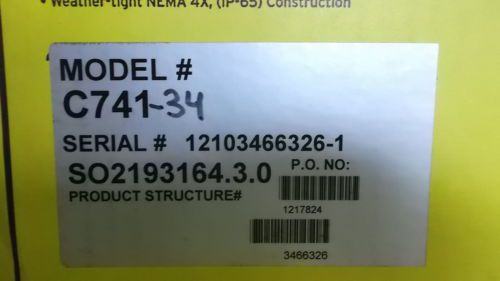 • Weather-tight NEMA 4X, (IP-65) Construction
MODEL #
C741-34
SERIAL # 12103466326-1
SO2193164.3.0 P.O. NO:
PRODUCT STRUCTURE#
1217824
3466326